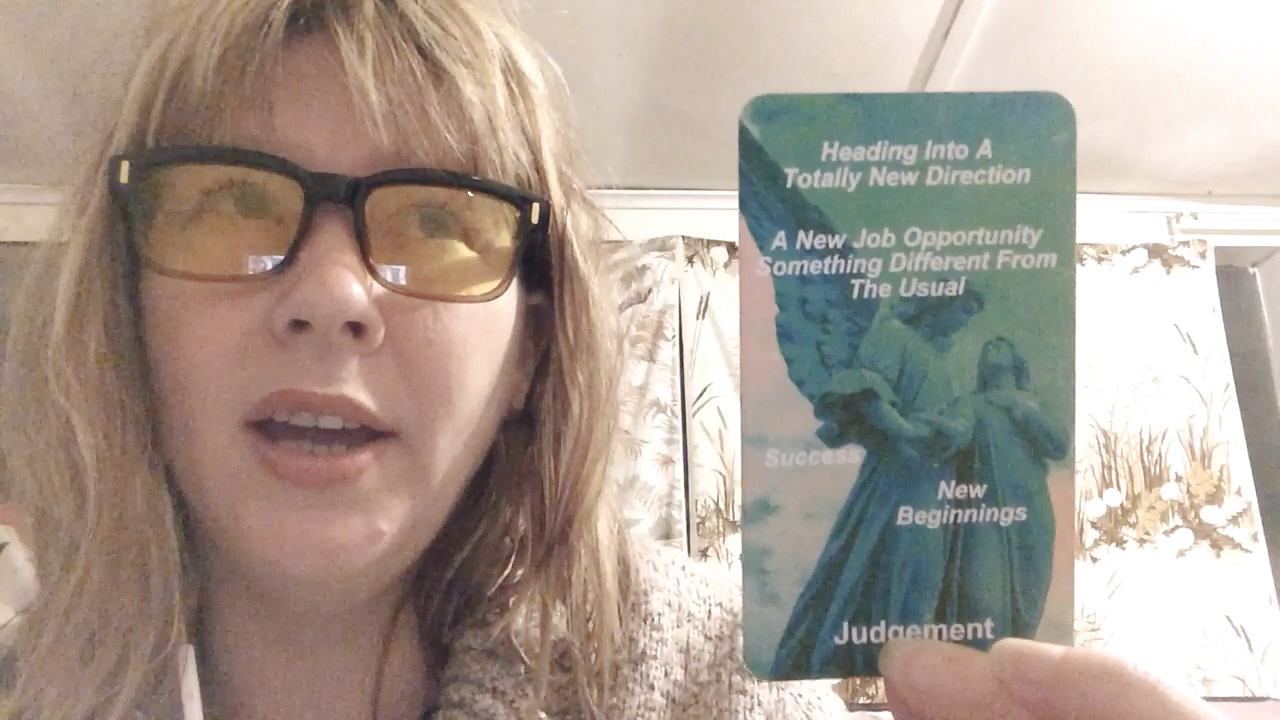 Heading Into A
Totally New Direction
A New Job Opportunity
Something Different From
The Usual
Success
New
Beginnings
Judgement